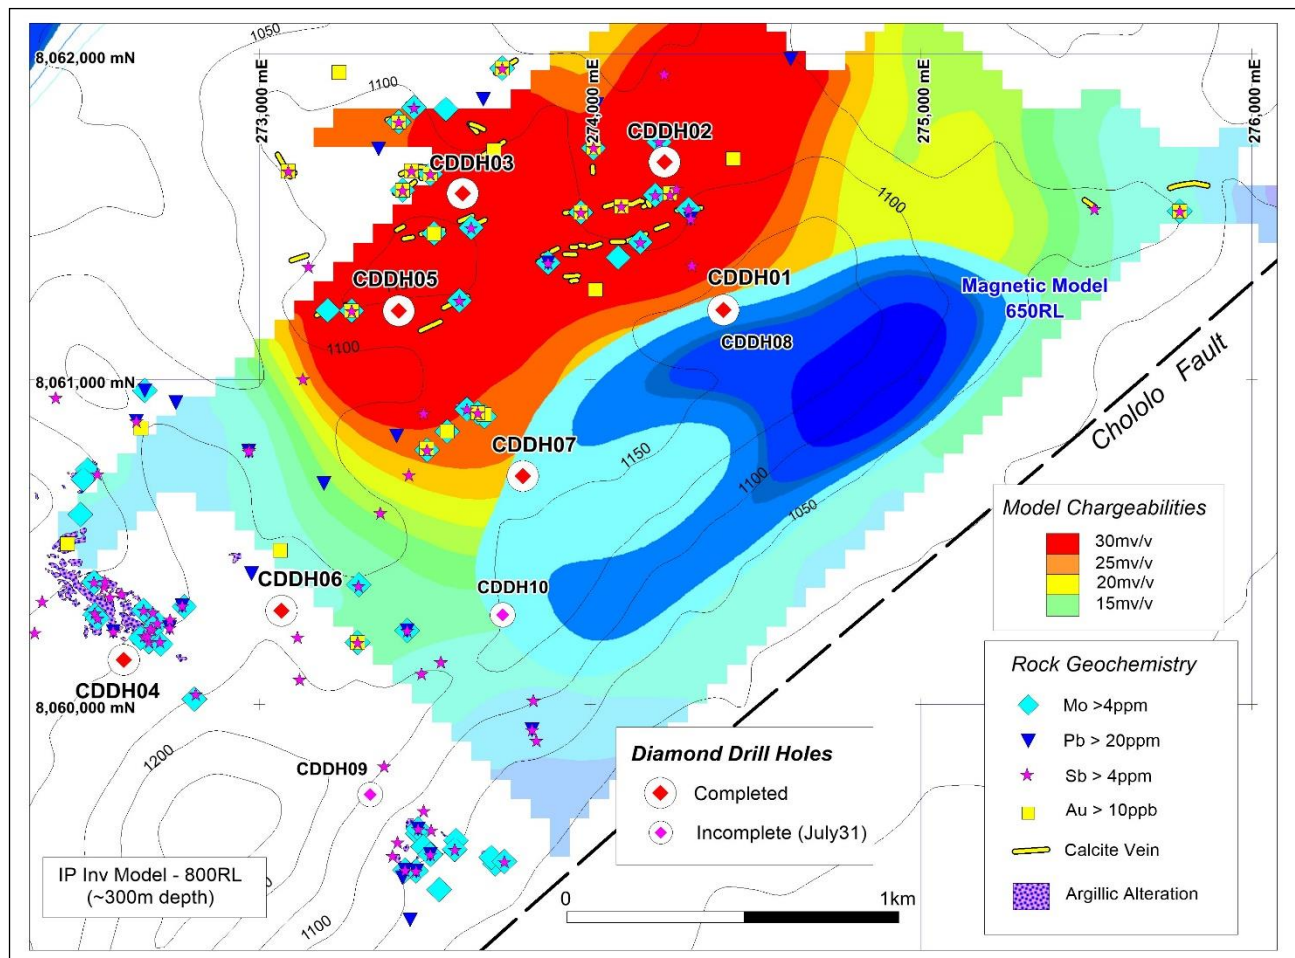 1050
8,062,000 mN
1100
273,000 mE
274,000 mE
275,000 mE
276,000 mE
CDDH02
CDDH03
1100
CDDH05
CDDH01
Magnetic Model
650RL
CDDH08
1100
8,061,000 mN
Chololo Fault
CDDH07
1150
1100
1050
Model Chargeabilities
30mv/v
25mv/v
20mv/v
15mv/v
CDDH06
CDDH10
CDDH04
8,060,000 mN
Rock Geochemistry
Mo >4ppm
Pb > 20ppm
Sb > 4ppm
Au > 10ppb
Calcite Vein
Argillic Alteration
1200
CDDH09
Diamond Drill Holes
Completed
Incomplete (July31)
IP Inv Model - 800RL
(~300m depth)
1100
0
1km